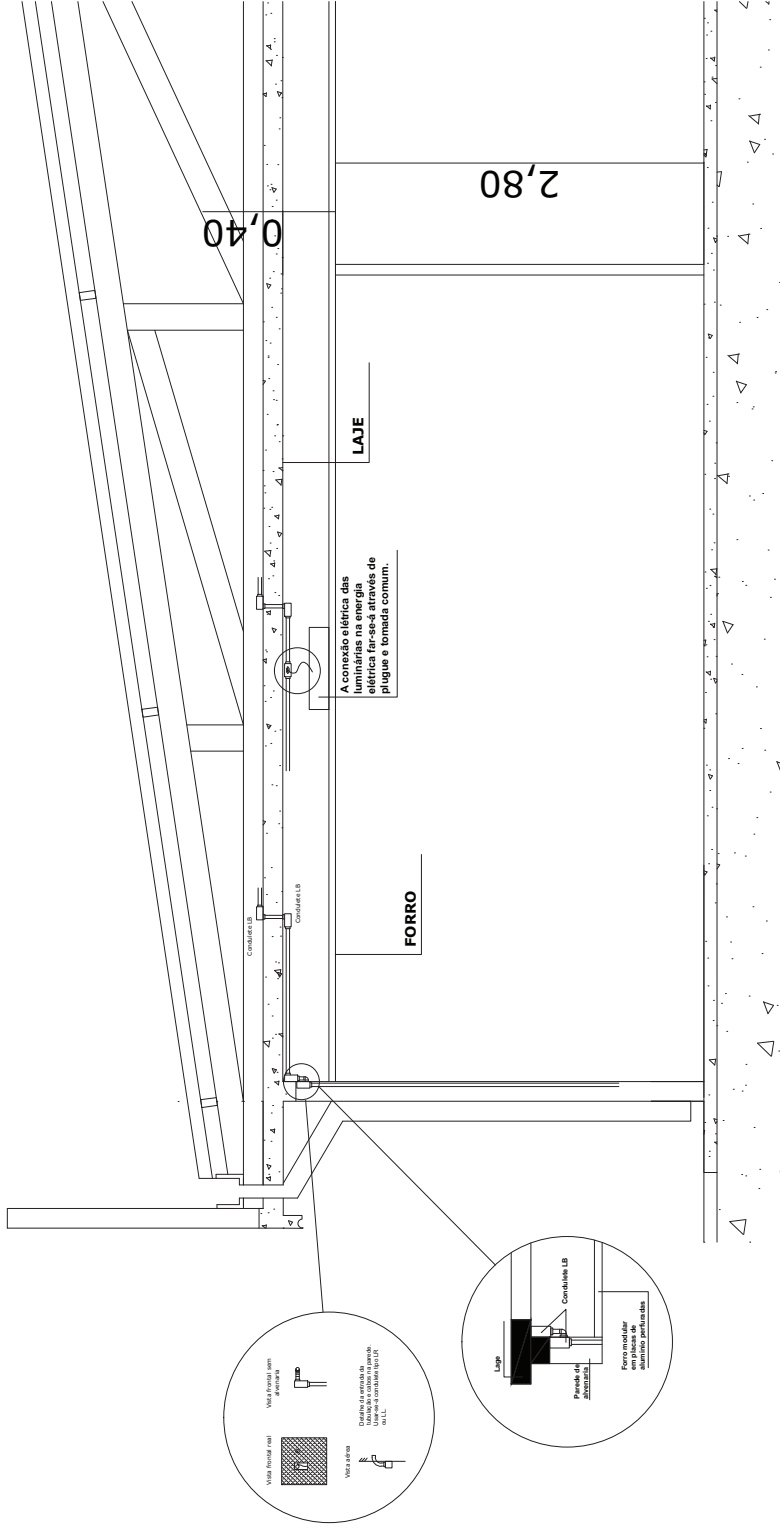 0,40
2,80
LAJE
A conexão elétrica das
luminárias na energia
elétrica far-se-á através de
plugue e tomada comum.
Condulete LB
Condulete LB
FORRO
Vista frontal real
Vista frontal sem
alvenaria
Vista aérea
Detalhe da entrada da
tubulação e cabos na parede.
Usar-se-á condulete tipo LR
ou LL.
Lage
Condulete LB
Parede de
alvenaria
Forro modular
em placas de
alumínio perfuradas